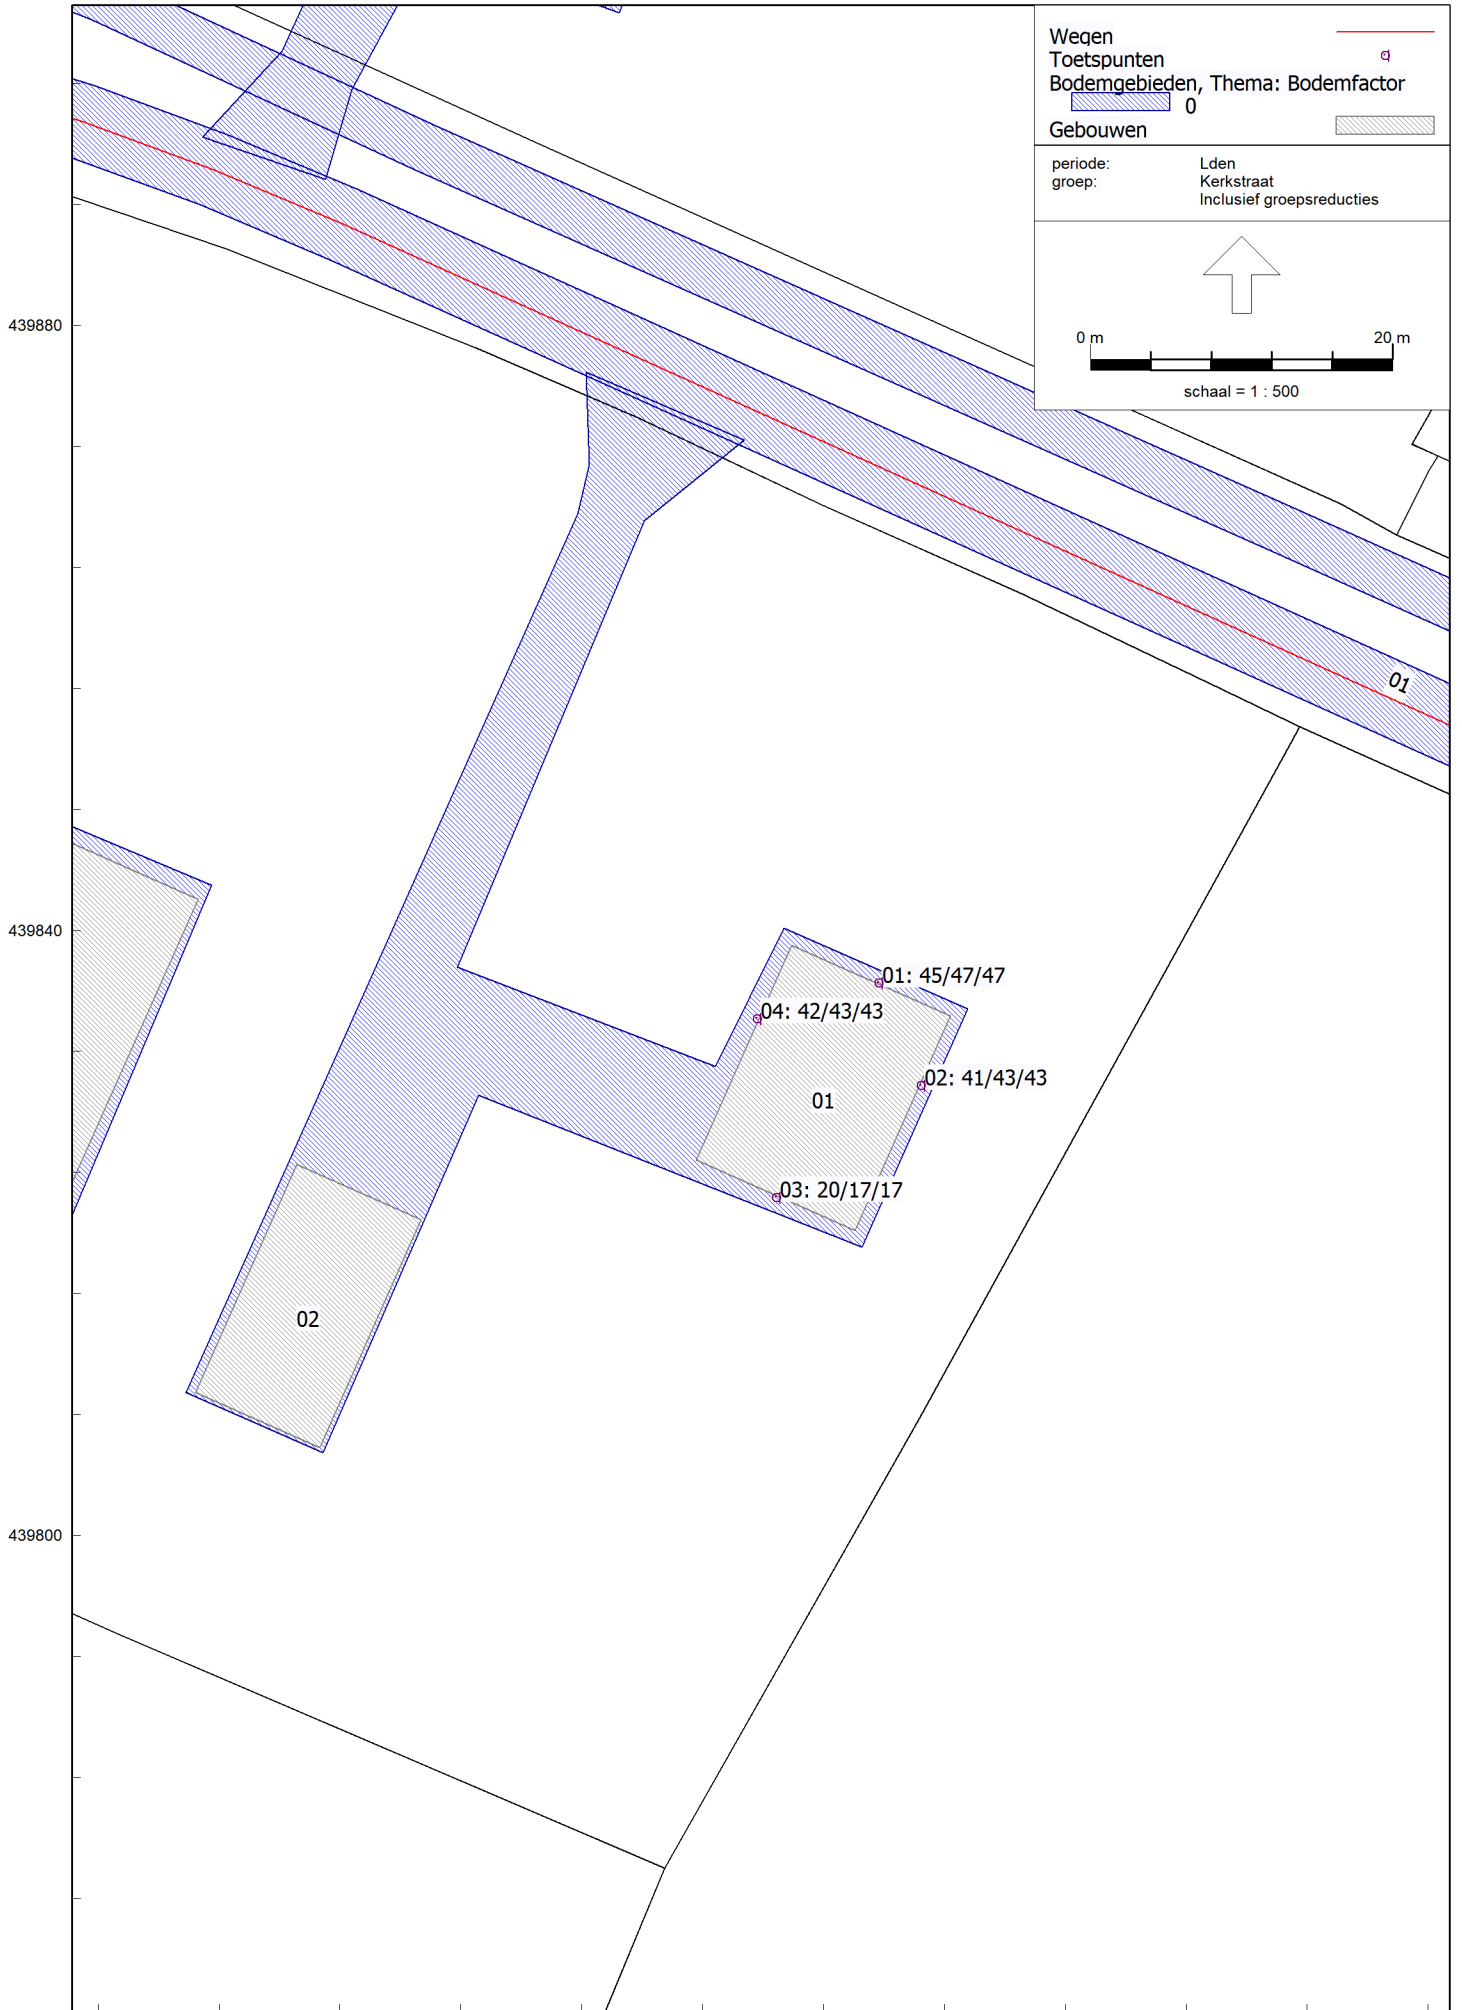 Wegen
Toetspunten
Bodemgebieden, Thema: Bodemfactor
0
Gebouwen
periode: Lden
groep: Kerkstraat
Inclusief groepsreducties
0 m 20 m
schaal = 1 : 500
439880
01
439840
01: 45/47/47
04: 42/43/43
02: 41/43/43
01
03: 20/17/17
02
439800